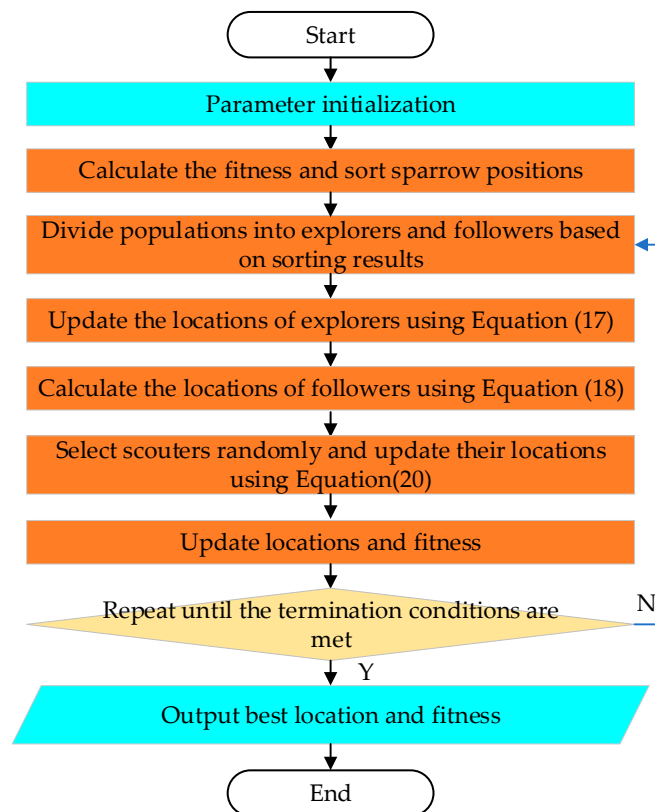 Start
Parameter initialization
Calculate the fitness and sort sparrow positions
Divide populations into explorers and followers based
on sorting results
Update the locations of explorers using Equation (17)
Calculate the locations of followers using Equation (18)
Select scouters randomly and update their locations
using Equation(20)
Update locations and fitness
Repeat until the termination conditions are
met
N
Y
Output best location and fitness
End